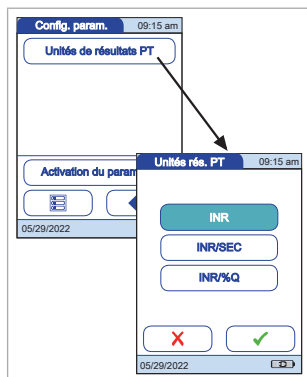 Config. param. 09:15 am
Unités de résultats PT
Activation du param
05/29/2022
Unités rés. PT 09:15 am
INR
INR/SEC
INR/%Q
05/29/2022